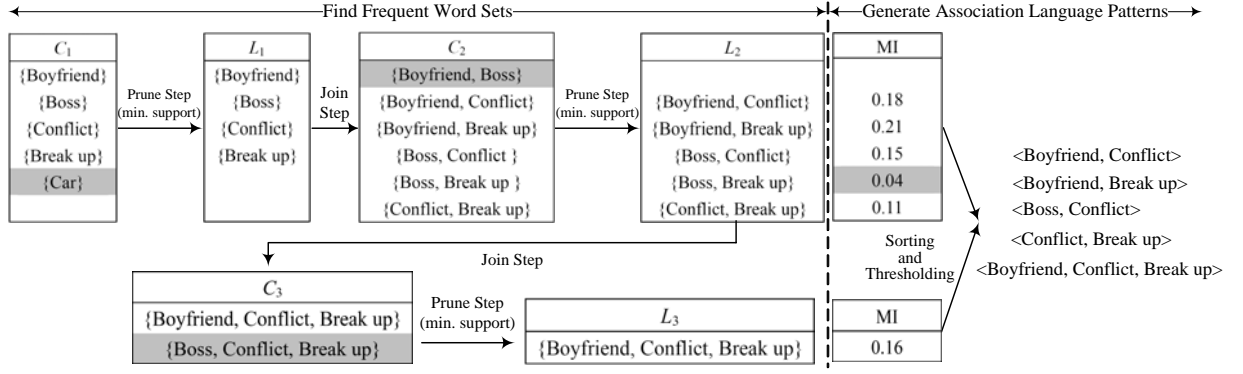 Find Frequent Word Sets
Generate Association Language Patterns
C1
{Boyfriend}
{Boss}
{Conflict}
{Break up}
{Car}
Prune Step
(min. support)
L1
{Boyfriend}
{Boss}
{Conflict}
{Break up}
Join
Step
C2
{Boyfriend, Boss}
{Boyfriend, Conflict}
{Boyfriend, Break up}
{Boss, Conflict }
{Boss, Break up }
{Conflict, Break up}
Prune Step
(min. support)
L2
{Boyfriend, Conflict}
{Boyfriend, Break up}
{Boss, Conflict}
{Boss, Break up}
{Conflict, Break up}
MI
0.18
0.21
0.15
0.04
0.11
<Boyfriend, Conflict>
<Boyfriend, Break up>
<Boss, Conflict>
<Conflict, Break up>
<Boyfriend, Conflict, Break up>
Sorting
and
Thresholding
Join Step
C3
{Boyfriend, Conflict, Break up}
{Boss, Conflict, Break up}
Prune Step
(min. support)
L3
{Boyfriend, Conflict, Break up}
MI
0.16